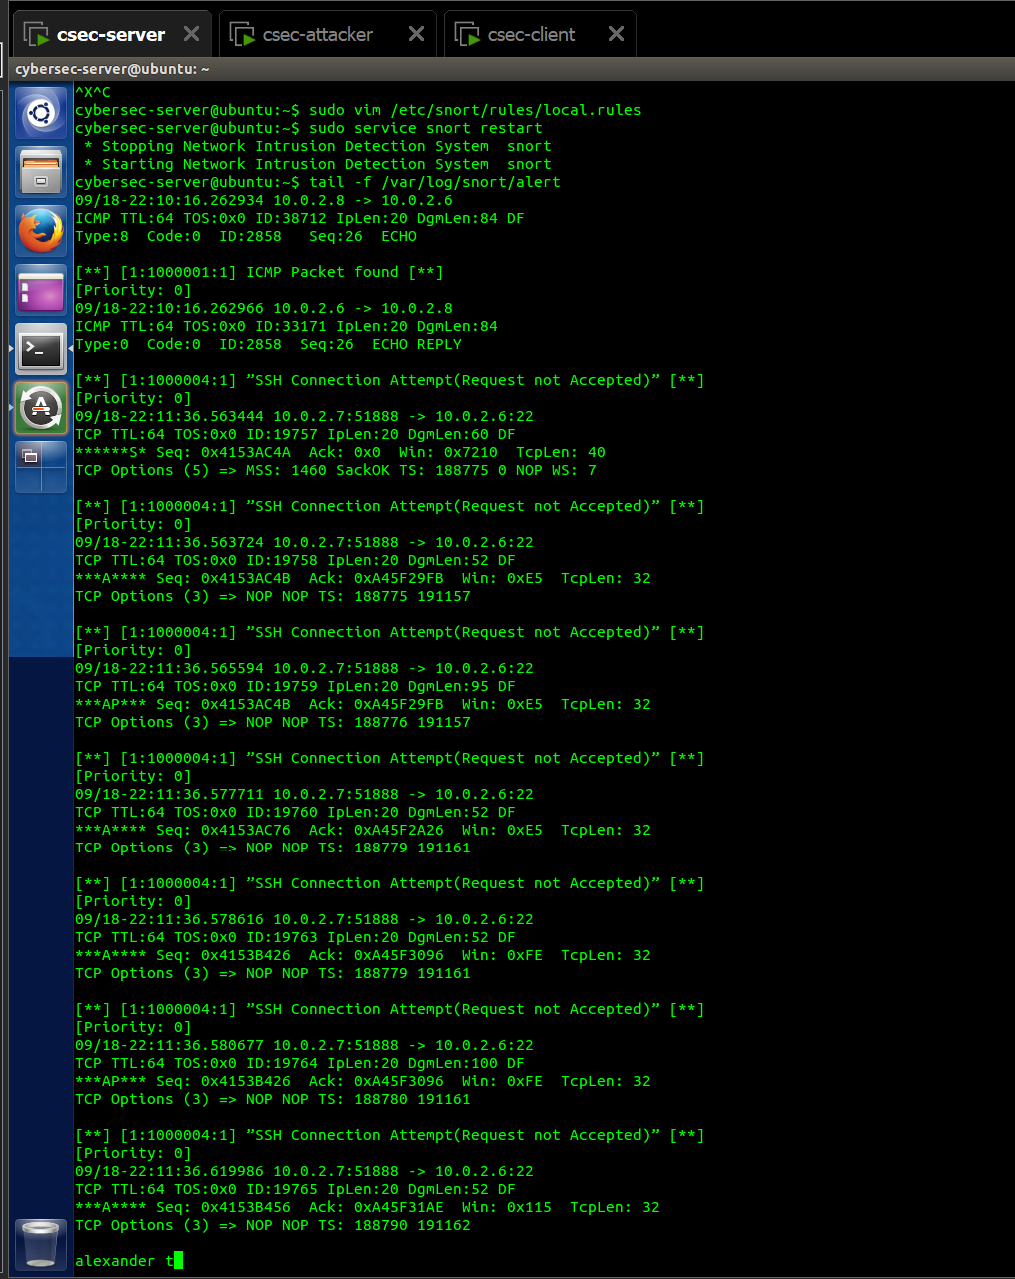 csec-server
csec-attacker
csec-client
cybersec-server@ubuntu: ~
^X^C
cybersec-server@ubuntu:~$ sudo vim /etc/snort/rules/local.rules
cybersec-server@ubuntu:~$ sudo service snort restart
 * Stopping Network Intrusion Detection System  snort
 * Starting Network Intrusion Detection System  snort
cybersec-server@ubuntu:~$ tail -f /var/log/snort/alert
09/18-22:10:16.262934 10.0.2.8 -> 10.0.2.6
ICMP TTL:64 TOS:0x0 ID:38712 IpLen:20 DgmLen:84 DF
Type:8  Code:0  ID:2858   Seq:26  ECHO

[**] [1:1000001:1] ICMP Packet found [**]
[Priority: 0]
09/18-22:10:16.262966 10.0.2.6 -> 10.0.2.8
ICMP TTL:64 TOS:0x0 ID:33171 IpLen:20 DgmLen:84
Type:0  Code:0  ID:2858  Seq:26  ECHO REPLY

[**] [1:1000004:1] ”SSH Connection Attempt(Request not Accepted)” [**]
[Priority: 0]
09/18-22:11:36.563444 10.0.2.7:51888 -> 10.0.2.6:22
TCP TTL:64 TOS:0x0 ID:19757 IpLen:20 DgmLen:60 DF
******S* Seq: 0x4153AC4A  Ack: 0x0  Win: 0x7210  TcpLen: 40
TCP Options (5) => MSS: 1460 SackOK TS: 188775 0 NOP WS: 7

[**] [1:1000004:1] ”SSH Connection Attempt(Request not Accepted)” [**]
[Priority: 0]
09/18-22:11:36.563724 10.0.2.7:51888 -> 10.0.2.6:22
TCP TTL:64 TOS:0x0 ID:19758 IpLen:20 DgmLen:52 DF
***A**** Seq: 0x4153AC4B  Ack: 0xA45F29FB  Win: 0xE5  TcpLen: 32
TCP Options (3) => NOP NOP TS: 188775 191157

[**] [1:1000004:1] ”SSH Connection Attempt(Request not Accepted)” [**]
[Priority: 0]
09/18-22:11:36.565594 10.0.2.7:51888 -> 10.0.2.6:22
TCP TTL:64 TOS:0x0 ID:19759 IpLen:20 DgmLen:95 DF
***AP*** Seq: 0x4153AC4B  Ack: 0xA45F29FB  Win: 0xE5  TcpLen: 32
TCP Options (3) => NOP NOP TS: 188776 191157

[**] [1:1000004:1] ”SSH Connection Attempt(Request not Accepted)” [**]
[Priority: 0]
09/18-22:11:36.577711 10.0.2.7:51888 -> 10.0.2.6:22
TCP TTL:64 TOS:0x0 ID:19760 IpLen:20 DgmLen:52 DF
***A**** Seq: 0x4153AC76  Ack: 0xA45F2A26  Win: 0xE5  TcpLen: 32
TCP Options (3) => NOP NOP TS: 188779 191161

[**] [1:1000004:1] ”SSH Connection Attempt(Request not Accepted)” [**]
[Priority: 0]
09/18-22:11:36.578616 10.0.2.7:51888 -> 10.0.2.6:22
TCP TTL:64 TOS:0x0 ID:19763 IpLen:20 DgmLen:52 DF
***A**** Seq: 0x4153B426  Ack: 0xA45F3096  Win: 0xFE  TcpLen: 32
TCP Options (3) => NOP NOP TS: 188779 191161

[**] [1:1000004:1] ”SSH Connection Attempt(Request not Accepted)” [**]
[Priority: 0]
09/18-22:11:36.580677 10.0.2.7:51888 -> 10.0.2.6:22
TCP TTL:64 TOS:0x0 ID:19764 IpLen:20 DgmLen:100 DF
***AP*** Seq: 0x4153B426  Ack: 0xA45F3096  Win: 0xFE  TcpLen: 32
TCP Options (3) => NOP NOP TS: 188780 191161

[**] [1:1000004:1] ”SSH Connection Attempt(Request not Accepted)” [**]
[Priority: 0]
09/18-22:11:36.619986 10.0.2.7:51888 -> 10.0.2.6:22
TCP TTL:64 TOS:0x0 ID:19765 IpLen:20 DgmLen:52 DF
***A**** Seq: 0x4153B456  Ack: 0xA45F31AE  Win: 0x115  TcpLen: 32
TCP Options (3) => NOP NOP TS: 188790 191162

alexander t